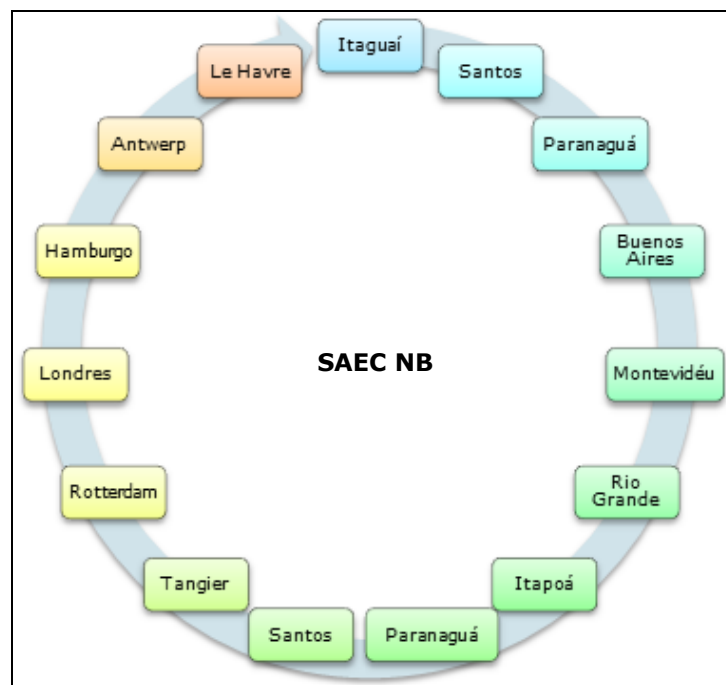 Itaguaí
Santos
Paranaguá
Buenos
Aires
Montevidéu
Rio
Grande
Itapoá
Paranaguá
Santos
Tangier
Rotterdam
Londres
Hamburgo
Antwerp
Le Havre
SAEC NB